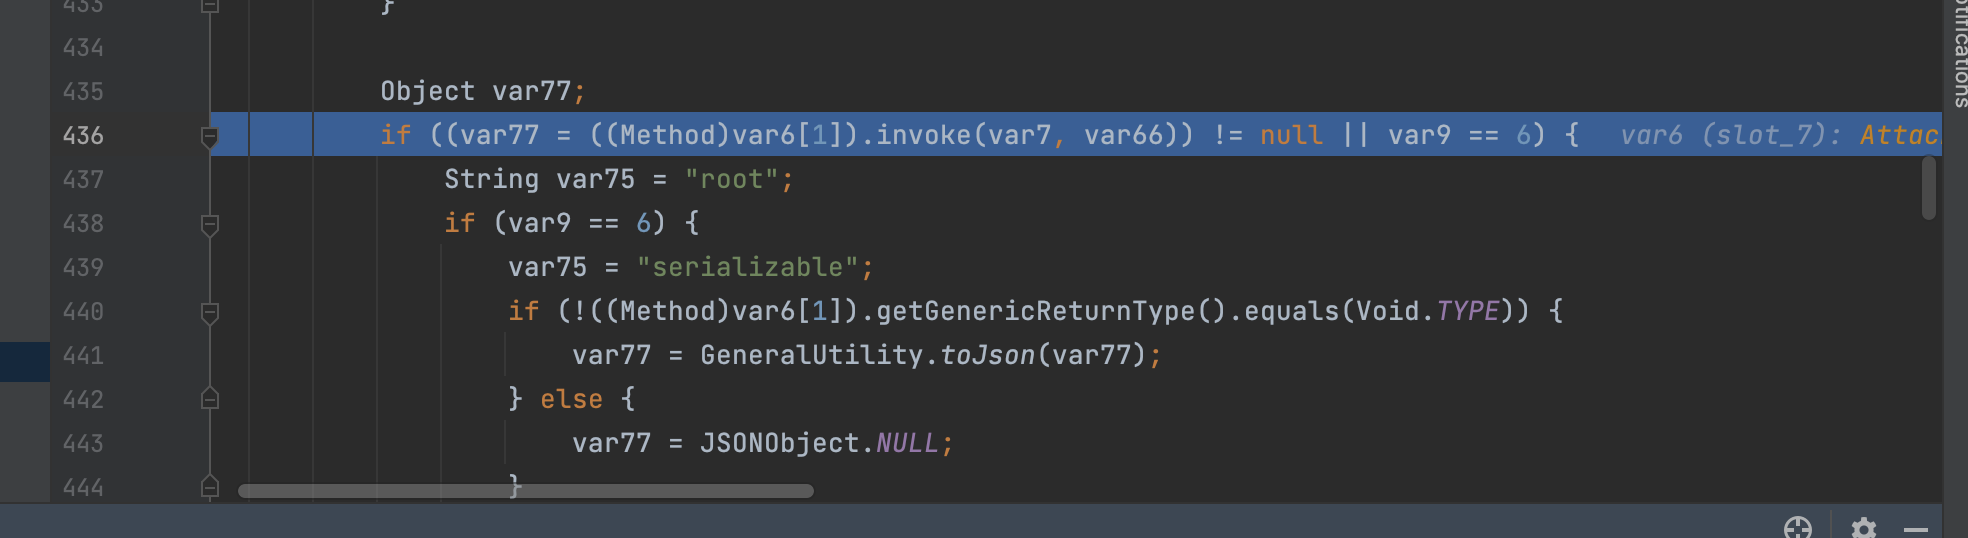 433 }
434
435 Object var77;
436 if ((var77 = ((Method)var6[1]).invoke(var7, var66)) != null || var9 == 6) { var6 (slot_7): Attac
437 String var75 = "root";
438 if (var9 == 6) {
439 var75 = "serializable";
440 if (!((Method)var6[1]).getGenericReturnType().equals(Void.TYPE)) {
441 var77 = GeneralUtility.toJson(var77);
442 } else {
443 var77 = JSONObject.NULL;
444 }
otifications